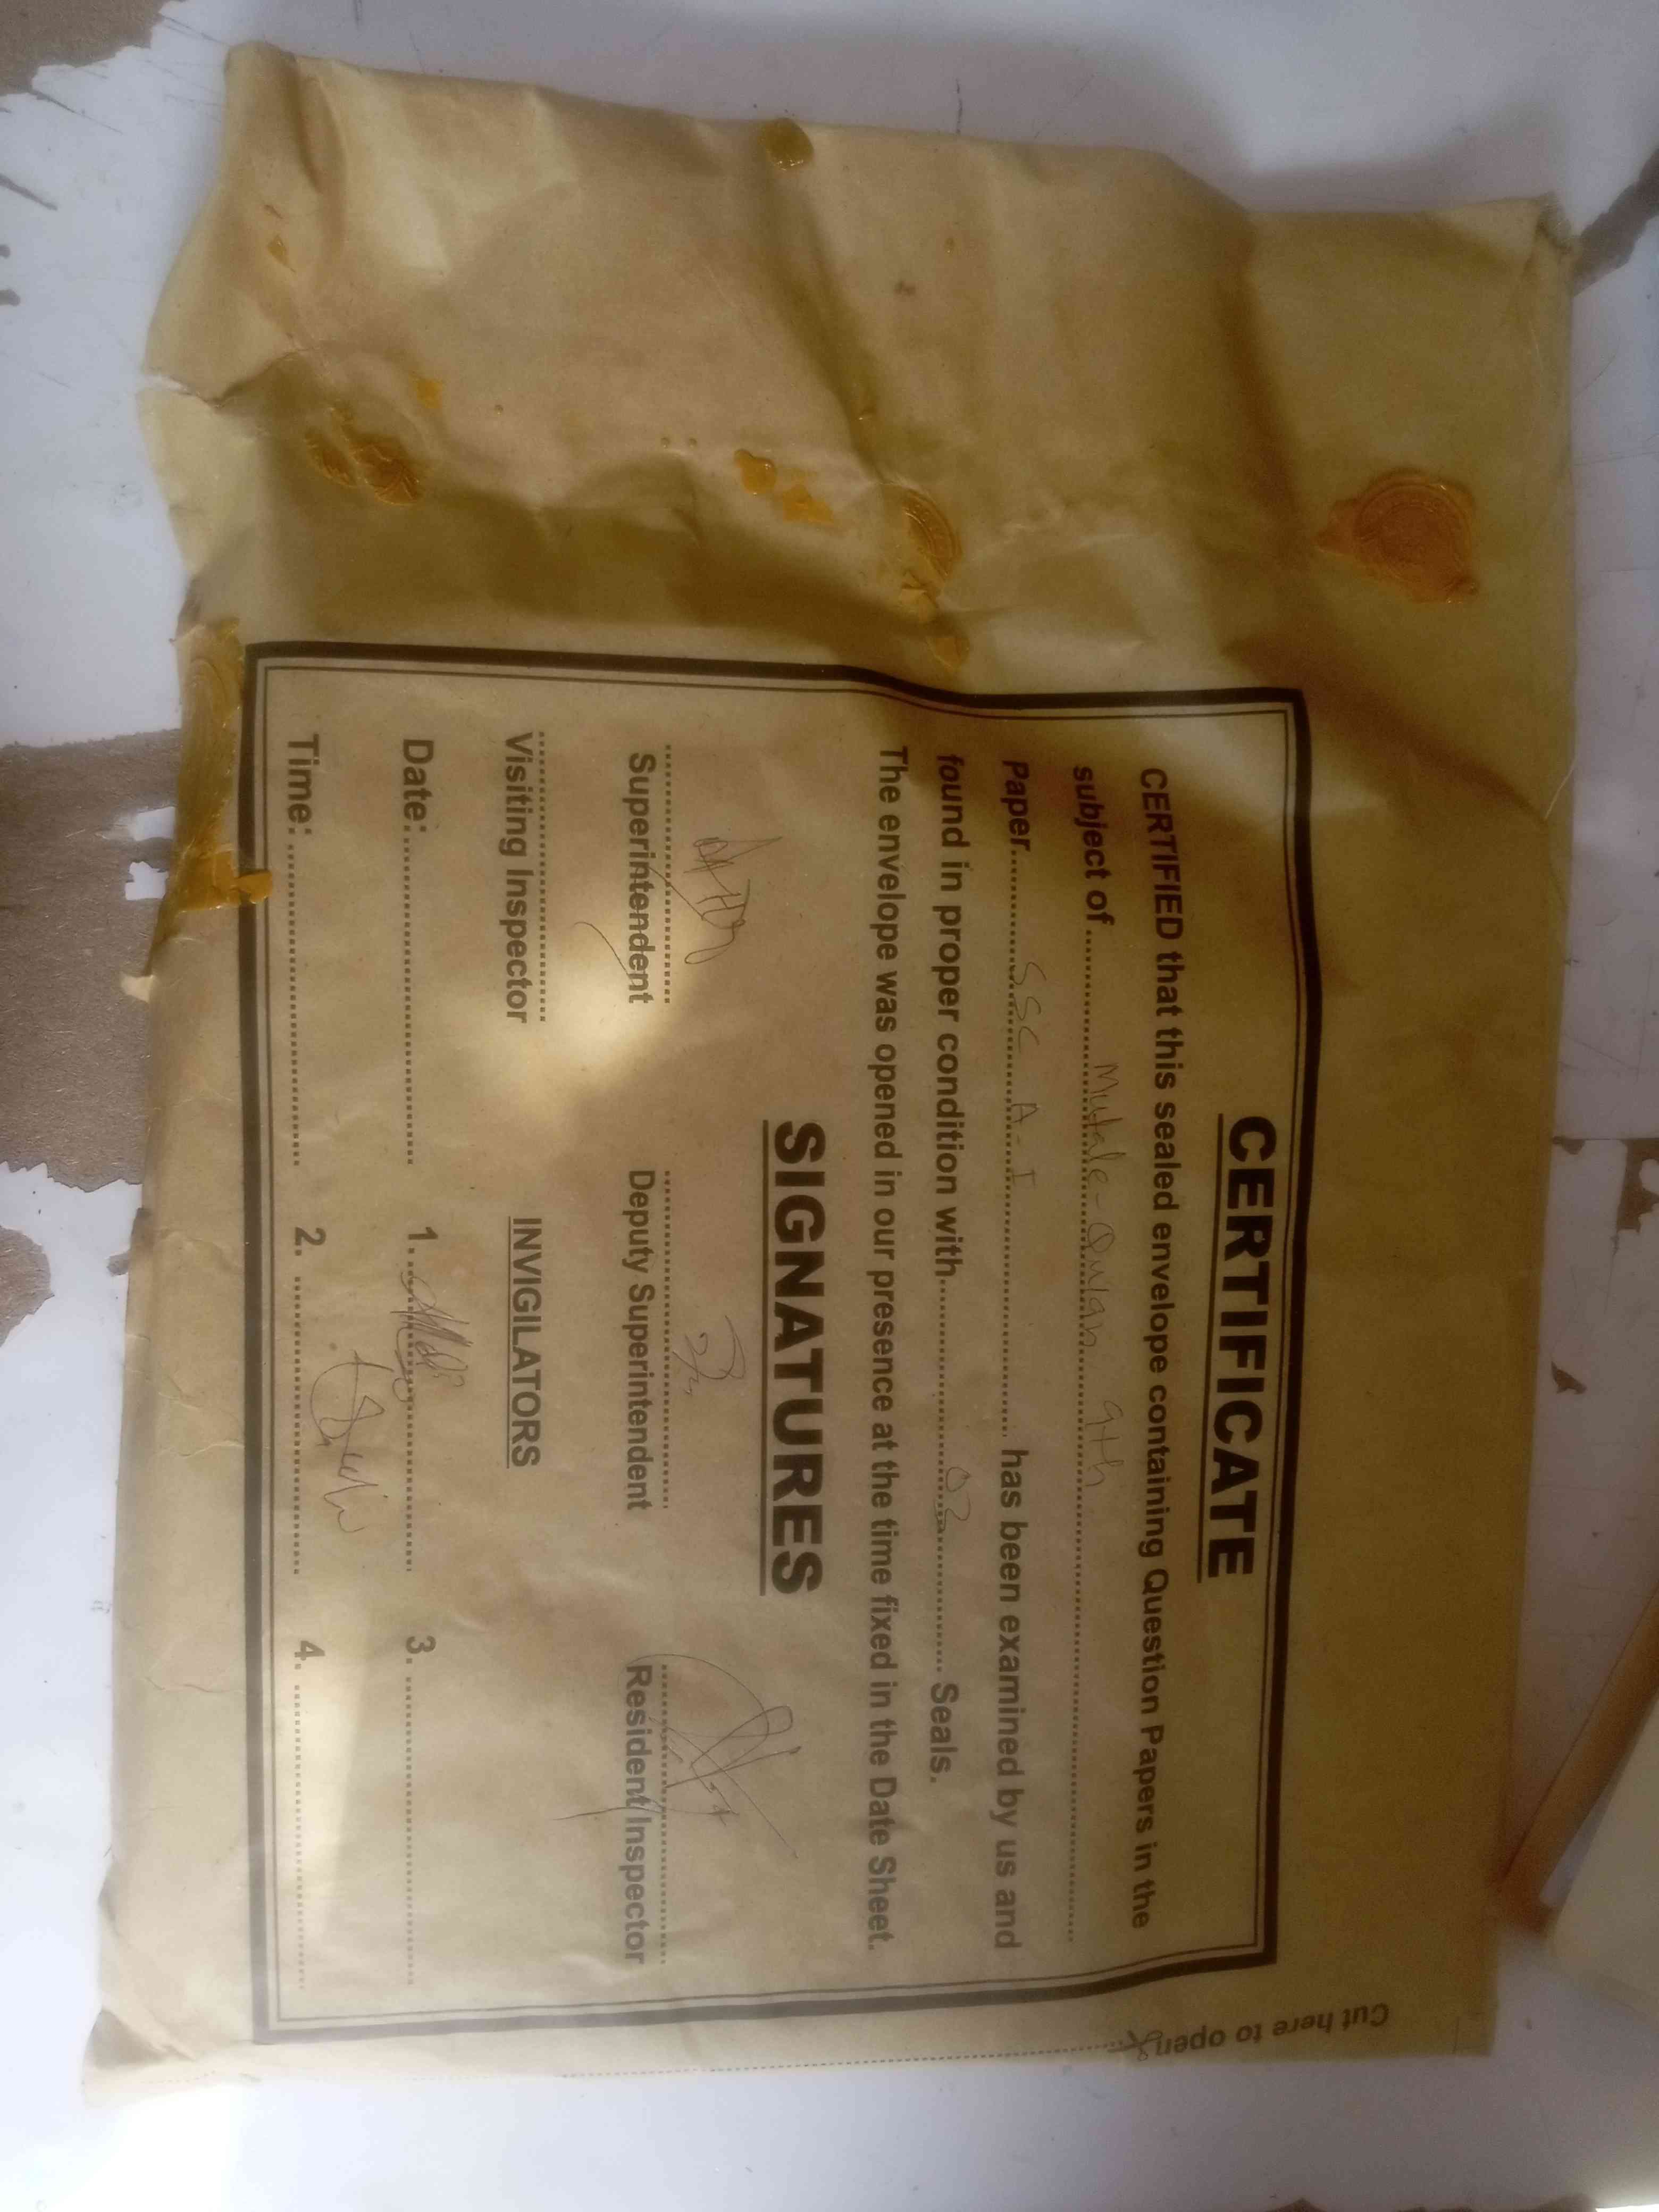 CERTIFICATE
CERTIFIED that this sealed envelope containing Question Papers in the
subject of.......... Mutale-Quran 9th ..........
Paper.......... SSC A-I .......... has been examined by us and
found in proper condition with.......... 02 .......... Seals.
The envelope was opened in our presence at the time fixed in the Date Sheet.
SIGNATURES
Superintendent Deputy Superintendent Resident Inspector
Visiting Inspector INVIGILATORS
Date:.......... 1. .......... 3. ..........
Time:.......... 2. .......... 4. ..........
Cut here to open